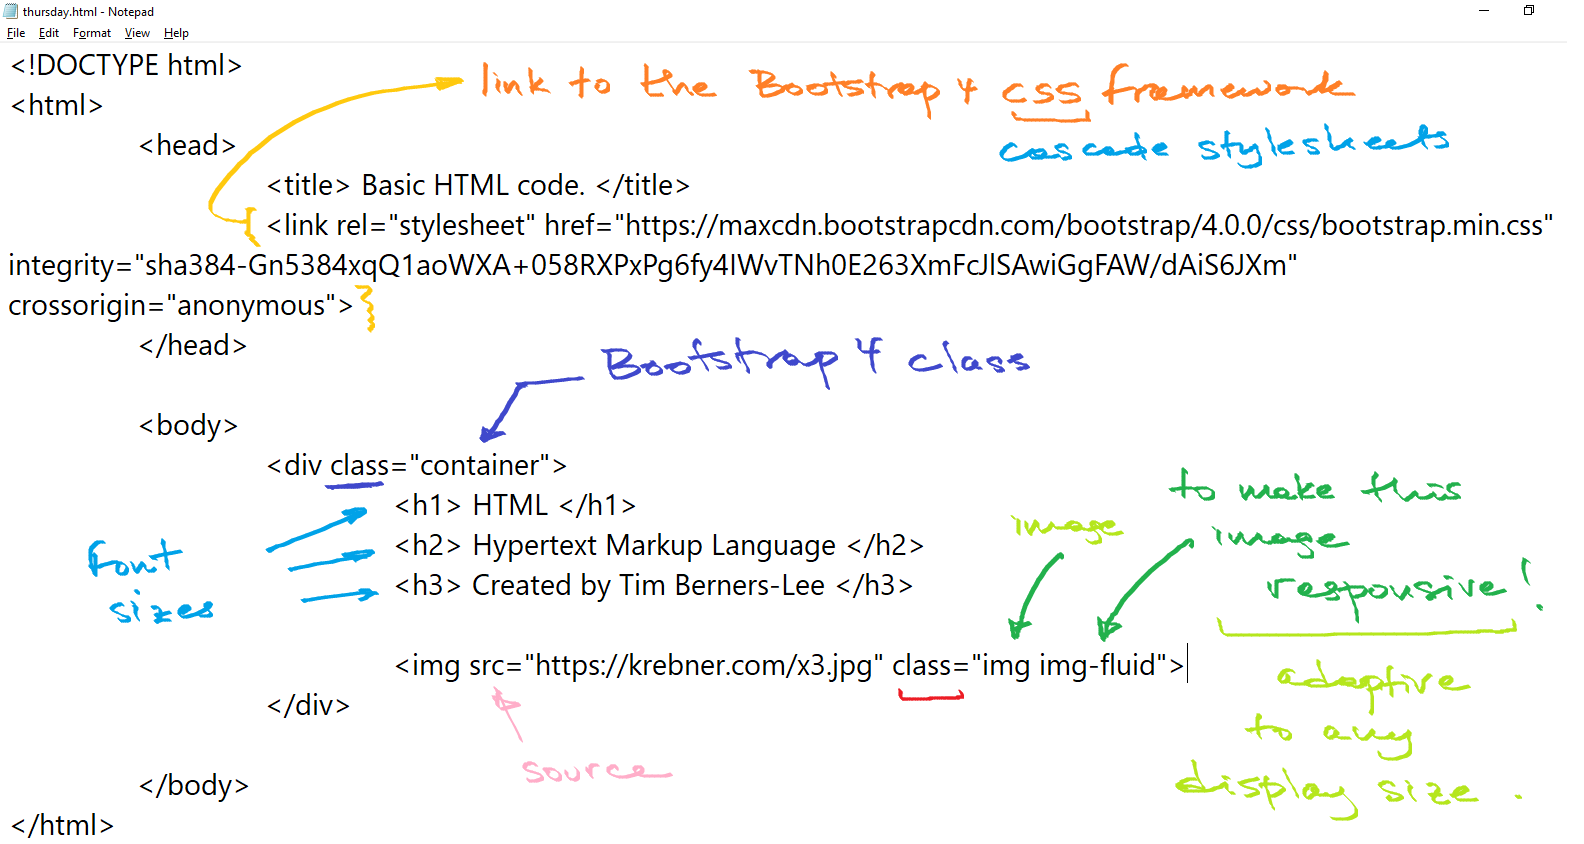 thursday.html - Notepad
File Edit Format View Help
<!DOCTYPE html>
link to the Bootstrap 4 css framework
<html>
<head>
cascade stylesheets
<title> Basic HTML code. </title>
<link rel="stylesheet" href="https://maxcdn.bootstrapcdn.com/bootstrap/4.0.0/css/bootstrap.min.css"
integrity="sha384-Gn5384xqQ1aoWXA+058RXPxPg6fy4IWvTNh0E263XmFcJlSAwiGgFAW/dAiS6JXm"
crossorigin="anonymous">
</head>
Bootstrap 4 class
<body>
<div class="container">
<h1> HTML </h1>
<h2> Hypertext Markup Language </h2>
<h3> Created by Tim Berners-Lee </h3>
Font
sizes
image
to make this
image
responsive!
<img src="https://krebner.com/x3.jpg" class="img img-fluid">
adaptive
to any
display size.
</div>
source
</body>
</html>